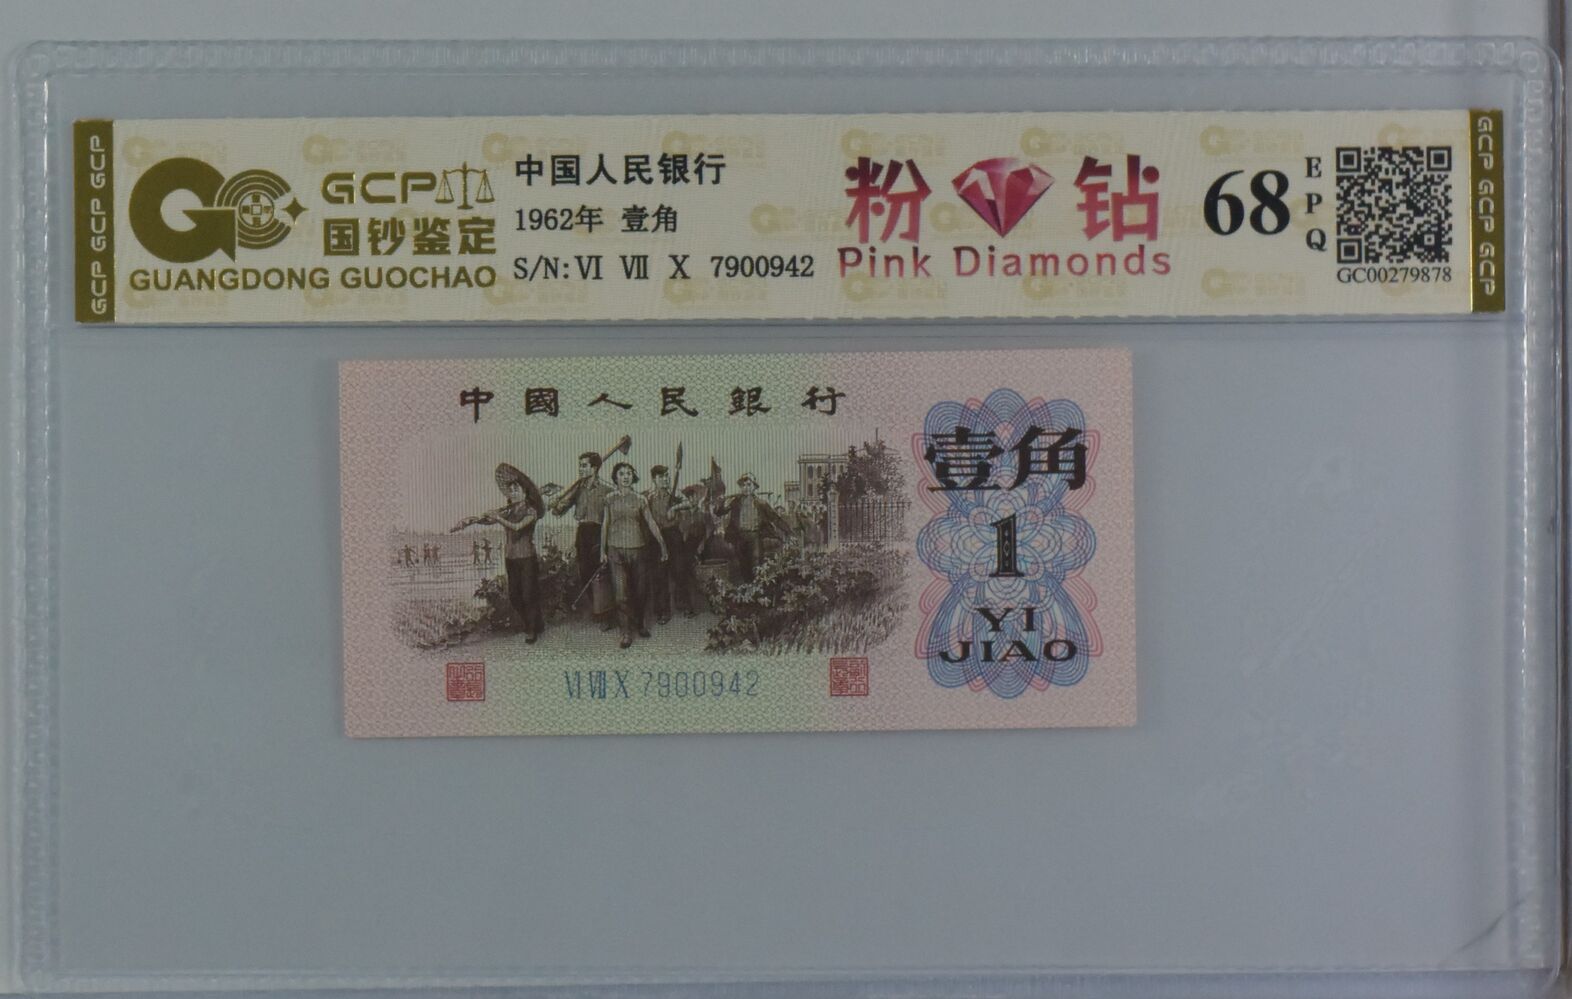 GCP GCP GCP
GCP
国钞鉴定
GUANGDONG GUOCHAO
中国人民银行
1962年 壹角
S/N: VI VII X 7900942
粉钻
Pink Diamonds
68
EPQ
GC00279878
GCP GCP GCP
中國人民銀行
壹角
1
YI
JIAO
VI VII X 7900942